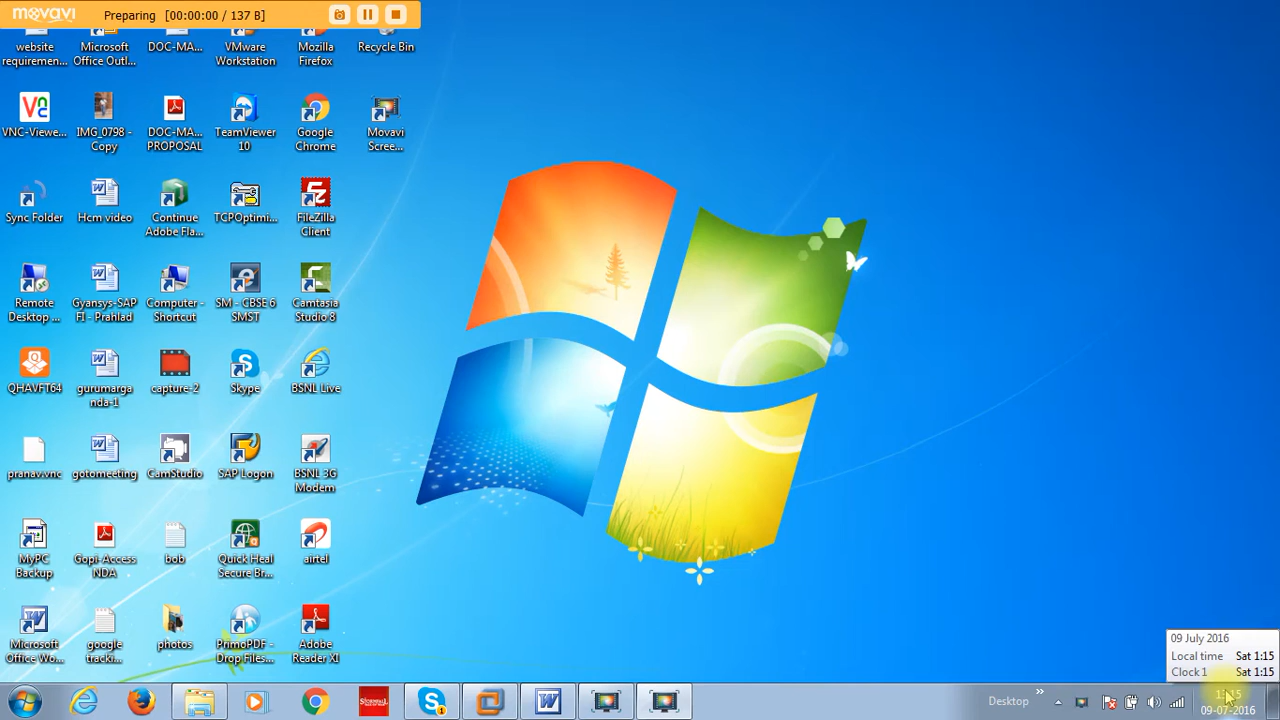 movavi
Preparing [00:00:00 / 137 B]
website
requiremen...
Microsoft
Office Outl...
DOC-MA...
VMware
Workstation
Mozilla
Firefox
Recycle Bin
VNC-Viewe...
IMG_0798 -
Copy
DOC-MA...
PROPOSAL
TeamViewer
10
Google
Chrome
Movavi
Scree...
Sync Folder
Hcm video
Continue
Adobe Fla...
TCPOptimi...
FileZilla
Client
Remote
Desktop ...
Gyansys-SAP
FI - Prahlad
Computer -
Shortcut
SM - CBSE 6
SMST
Camtasia
Studio 8
QHAVFT64
gurumarga
nda-1
capture-2
Skype
BSNL Live
pranav.vnc
gotomeeting
CamStudio
SAP Logon
BSNL 3G
Modem
MyPC
Backup
Gopi-Access
NDA
bob
Quick Heal
Secure Br...
airtel
Microsoft
Office Wo...
google
tracki...
photos
PrimoPDF -
Drop Files...
Adobe
Reader XI
09 July 2016
Local time Sat 1:15
Clock 1 Sat 1:15
Desktop
1:15
09-07-2016